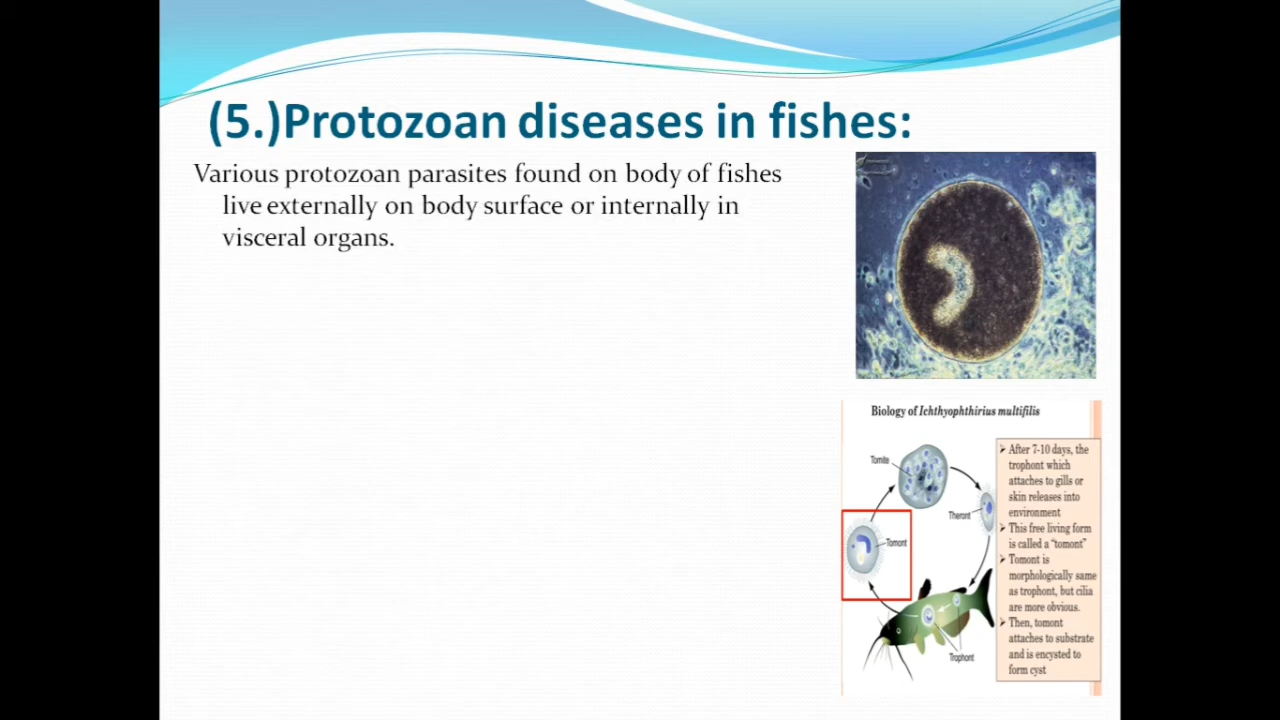 (5.)Protozoan diseases in fishes:
Various protozoan parasites found on body of fishes
live externally on body surface or internally in
visceral organs.
Biology of Ichthyophthirius multifilis
Tomite
Theront
Tomont
Trophont
➢ After 7-10 days, the
trophont which
attaches to gills or
skin releases into
environment
➢ This free living form
is called a “tomont”
➢ Tomont is
morphologically same
as trophont, but cilia
are more obvious.
➢ Then, tomont
attaches to substrate
and is encysted to
form cyst